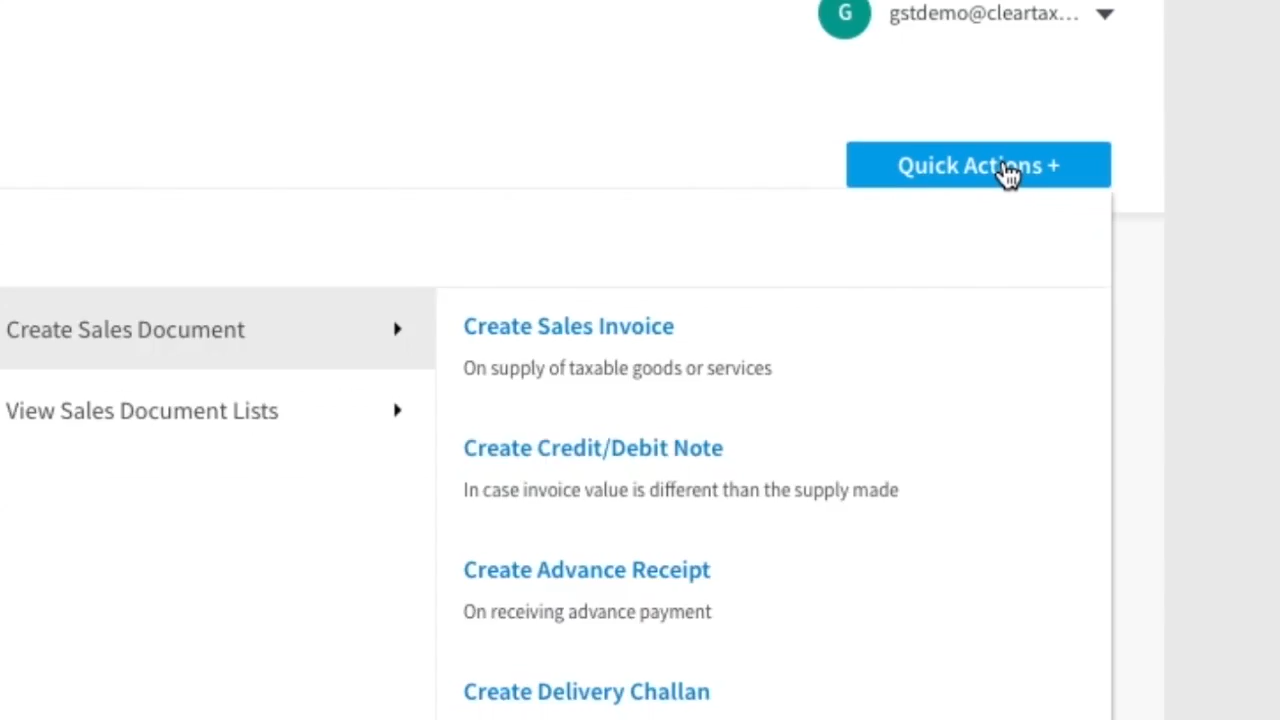 G gstdemo@cleartax...
Quick Actions +
Create Sales Document
View Sales Document Lists
Create Sales Invoice
On supply of taxable goods or services
Create Credit/Debit Note
In case invoice value is different than the supply made
Create Advance Receipt
On receiving advance payment
Create Delivery Challan